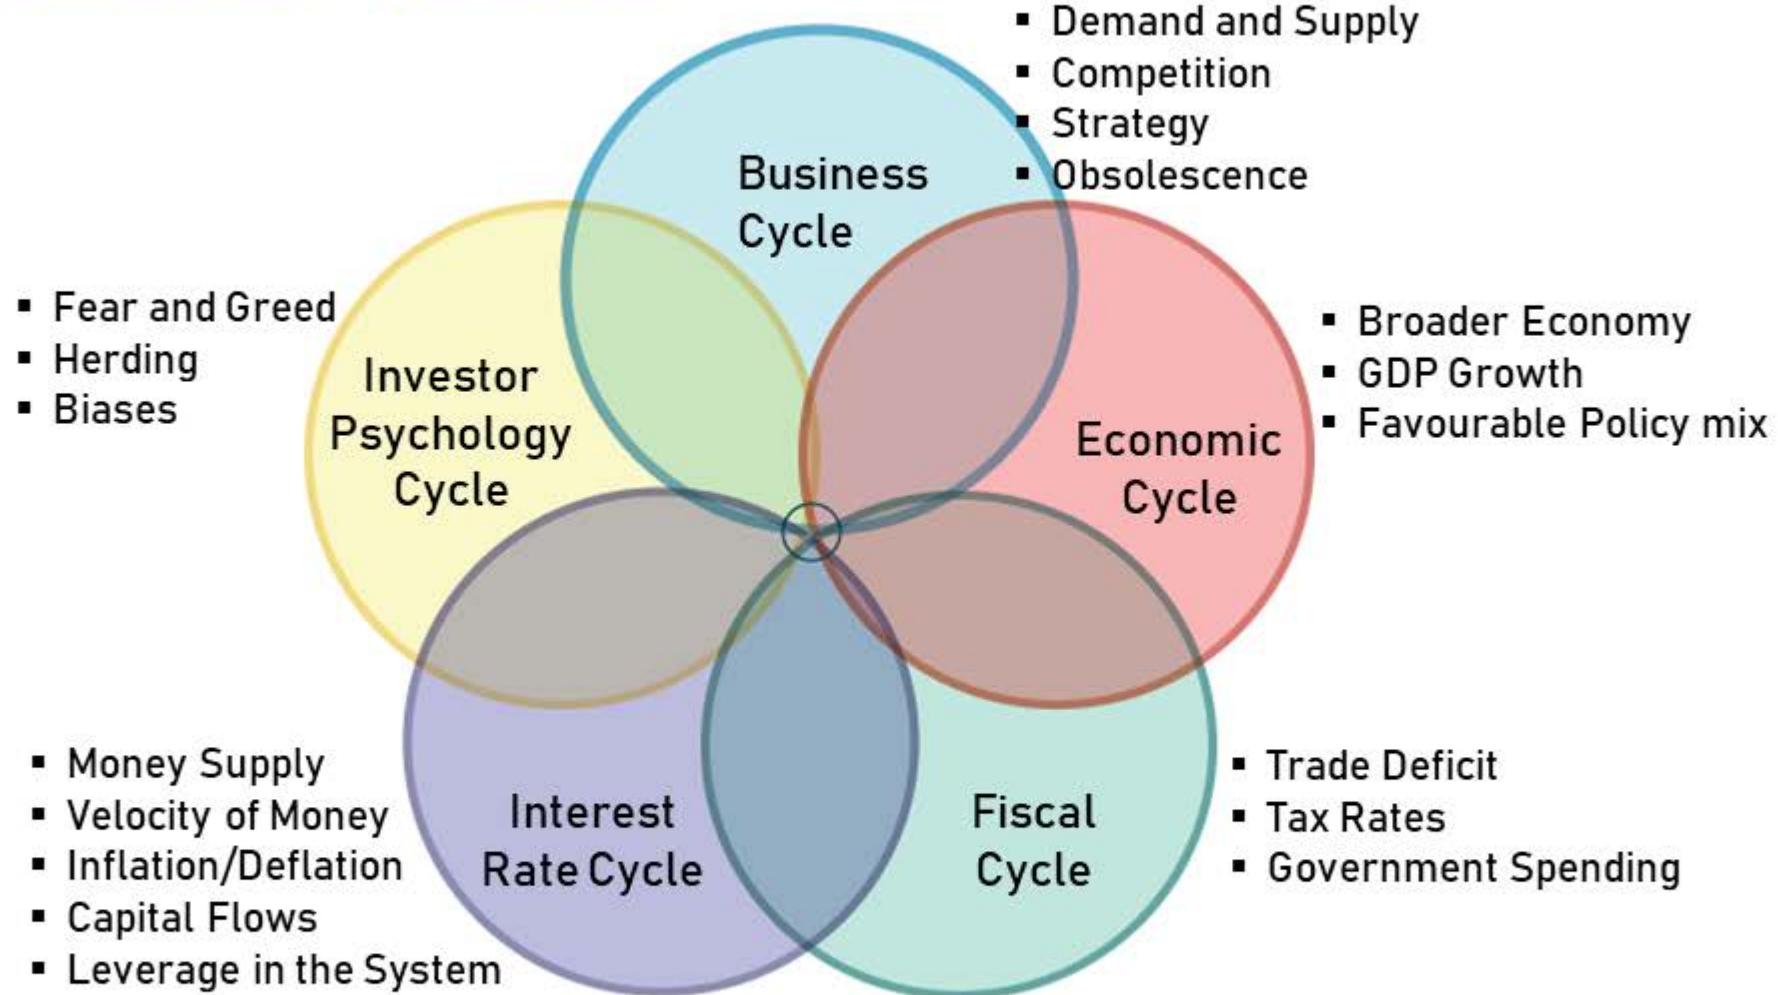 ▪ Demand and Supply
▪ Competition
▪ Strategy
▪ Obsolescence
Business
Cycle
▪ Fear and Greed
▪ Herding
▪ Biases
Investor
Psychology
Cycle
▪ Broader Economy
▪ GDP Growth
▪ Favourable Policy mix
Economic
Cycle
▪ Money Supply
▪ Velocity of Money
▪ Inflation/Deflation
▪ Capital Flows
▪ Leverage in the System
Interest
Rate Cycle
Fiscal
Cycle
▪ Trade Deficit
▪ Tax Rates
▪ Government Spending